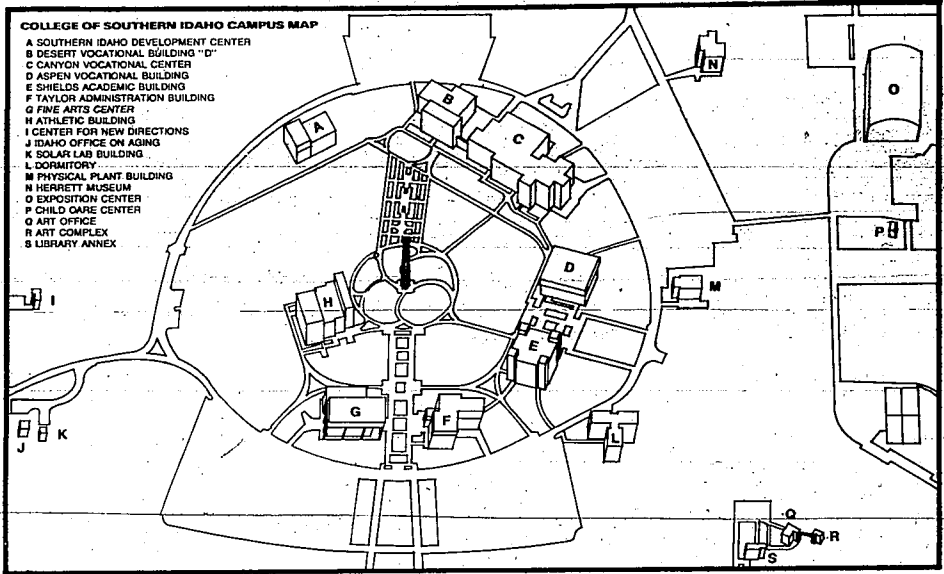 COLLEGE OF SOUTHERN IDAHO CAMPUS MAP
A SOUTHERN IDAHO DEVELOPMENT CENTER
B DESERT VOCATIONAL BUILDING "D"
C CANYON VOCATIONAL CENTER
D ASPEN VOCATIONAL BUILDING
E SHIELDS ACADEMIC BUILDING
F TAYLOR ADMINISTRATION BUILDING
G FINE ARTS CENTER
H ATHLETIC BUILDING
I CENTER FOR NEW DIRECTIONS
J IDAHO OFFICE ON AGING
K SOLAR LAB BUILDING
L DORMITORY
M PHYSICAL PLANT BUILDING
N HERRETT MUSEUM
O EXPOSITION CENTER
P CHILD CARE CENTER
Q ART OFFICE
R ART COMPLEX
S LIBRARY ANNEX
N
O
B
A
C
P
D
M
I
H
E
G
F
L
K
J
Q
R
S